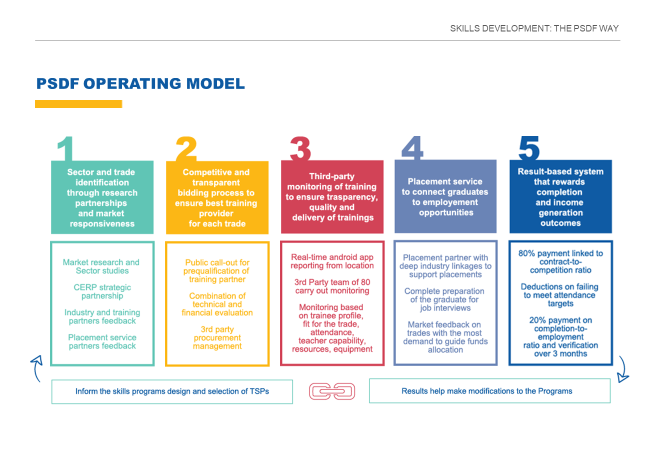 SKILLS DEVELOPMENT: THE PSDF WAY
PSDF OPERATING MODEL
1
Sector and trade
identification
through research
partnerships
and market
responsiveness
Market research and
Sector studies
CERP strategic
partnership
Industry and training
partners feedback
Placement service
partners feedback
2
Competitive and
transparent
bidding process to
ensure best training
provider
for each trade
Public call-out for
prequalification of
training partner
Combination of
technical and
financial evaluation
3rd party
procurement
management
3
Third-party
monitoring of training
to ensure trasparency,
quality and
delivery of trainings
Real-time android app
reporting from location
3rd Party team of 80
carry out monitoring
Monitoring based
on trainee profile,
fit for the trade,
attendance,
teacher capability,
resources, equipment
4
Placement service
to connect graduates
to employement
opportunities
Placement partner with
deep industry linkages to
support placements
Complete preparation
of the graduate for
job interviews
Market feedback on
trades with the most
demand to guide funds
allocation
5
Result-based system
that rewards
completion
and income
generation
outcomes
80% payment linked to
contract-to-
competition ratio
Deductions on failing
to meet attendance
targets
20% payment on
completion-to-
employment
ratio and verification
over 3 months
Inform the skills programs design and selection of TSPs
Results help make modifications to the Programs